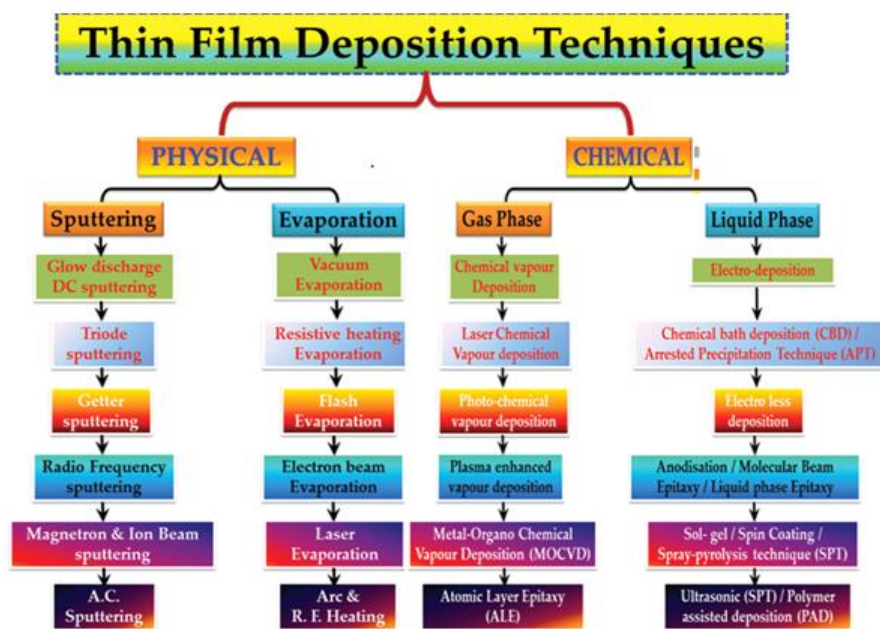 Thin Film Deposition Techniques
PHYSICAL
CHEMICAL
Sputtering
Evaporation
Gas Phase
Liquid Phase
Glow discharge
DC sputtering
Vacuum
Evaporation
Chemical vapour
Deposition
Electro-deposition
Triode
sputtering
Resistive heating
Evaporation
Laser Chemical
Vapour deposition
Chemical bath deposition (CBD) /
Arrested Precipitation Technique (APT)
Getter
sputtering
Flash
Evaporation
Photo-chemical
vapour deposition
Electro less
deposition
Radio Frequency
sputtering
Electron beam
Evaporation
Plasma enhanced
vapour deposition
Anodisation / Molecular Beam
Epitaxy / Liquid phase Epitaxy
Magnetron & Ion Beam
sputtering
Laser
Evaporation
Metal-Organo Chemical
Vapour Deposition (MOCVD)
Sol- gel / Spin Coating /
Spray-pyrolysis technique (SPT)
A.C.
Sputtering
Arc &
R. F. Heating
Atomic Layer Epitaxy
(ALE)
Ultrasonic (SPT) / Polymer
assisted deposition (PAD)